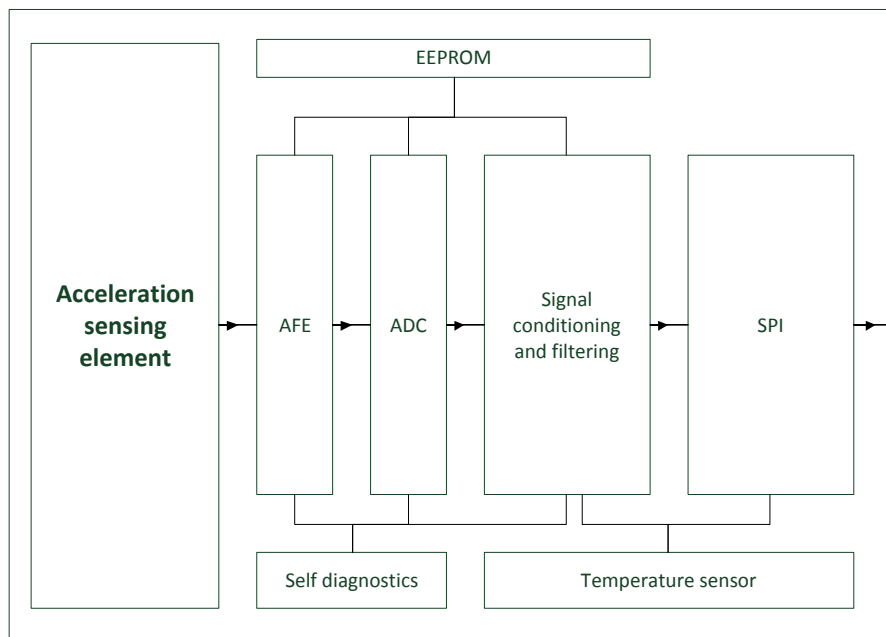 EEPROM
Acceleration
sensing
element
AFE
ADC
Signal
conditioning
and filtering
SPI
Self diagnostics
Temperature sensor